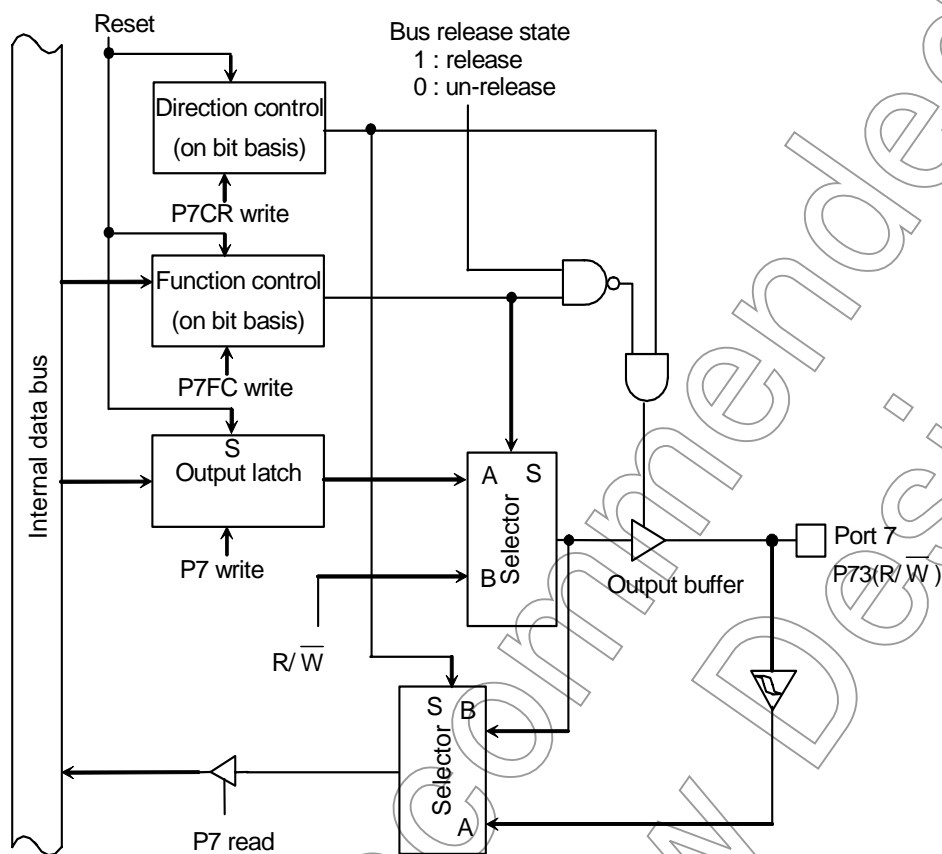 Reset
Bus release state
1 : release
0 : un-release
Direction control
(on bit basis)
P7CR write
Function control
(on bit basis)
P7FC write
Internal data bus
S
Output latch
P7 write
A S
Selector
B
R/ W̅
Output buffer
Port 7
P73(R/ W̅ )
S B
Selector
A
P7 read